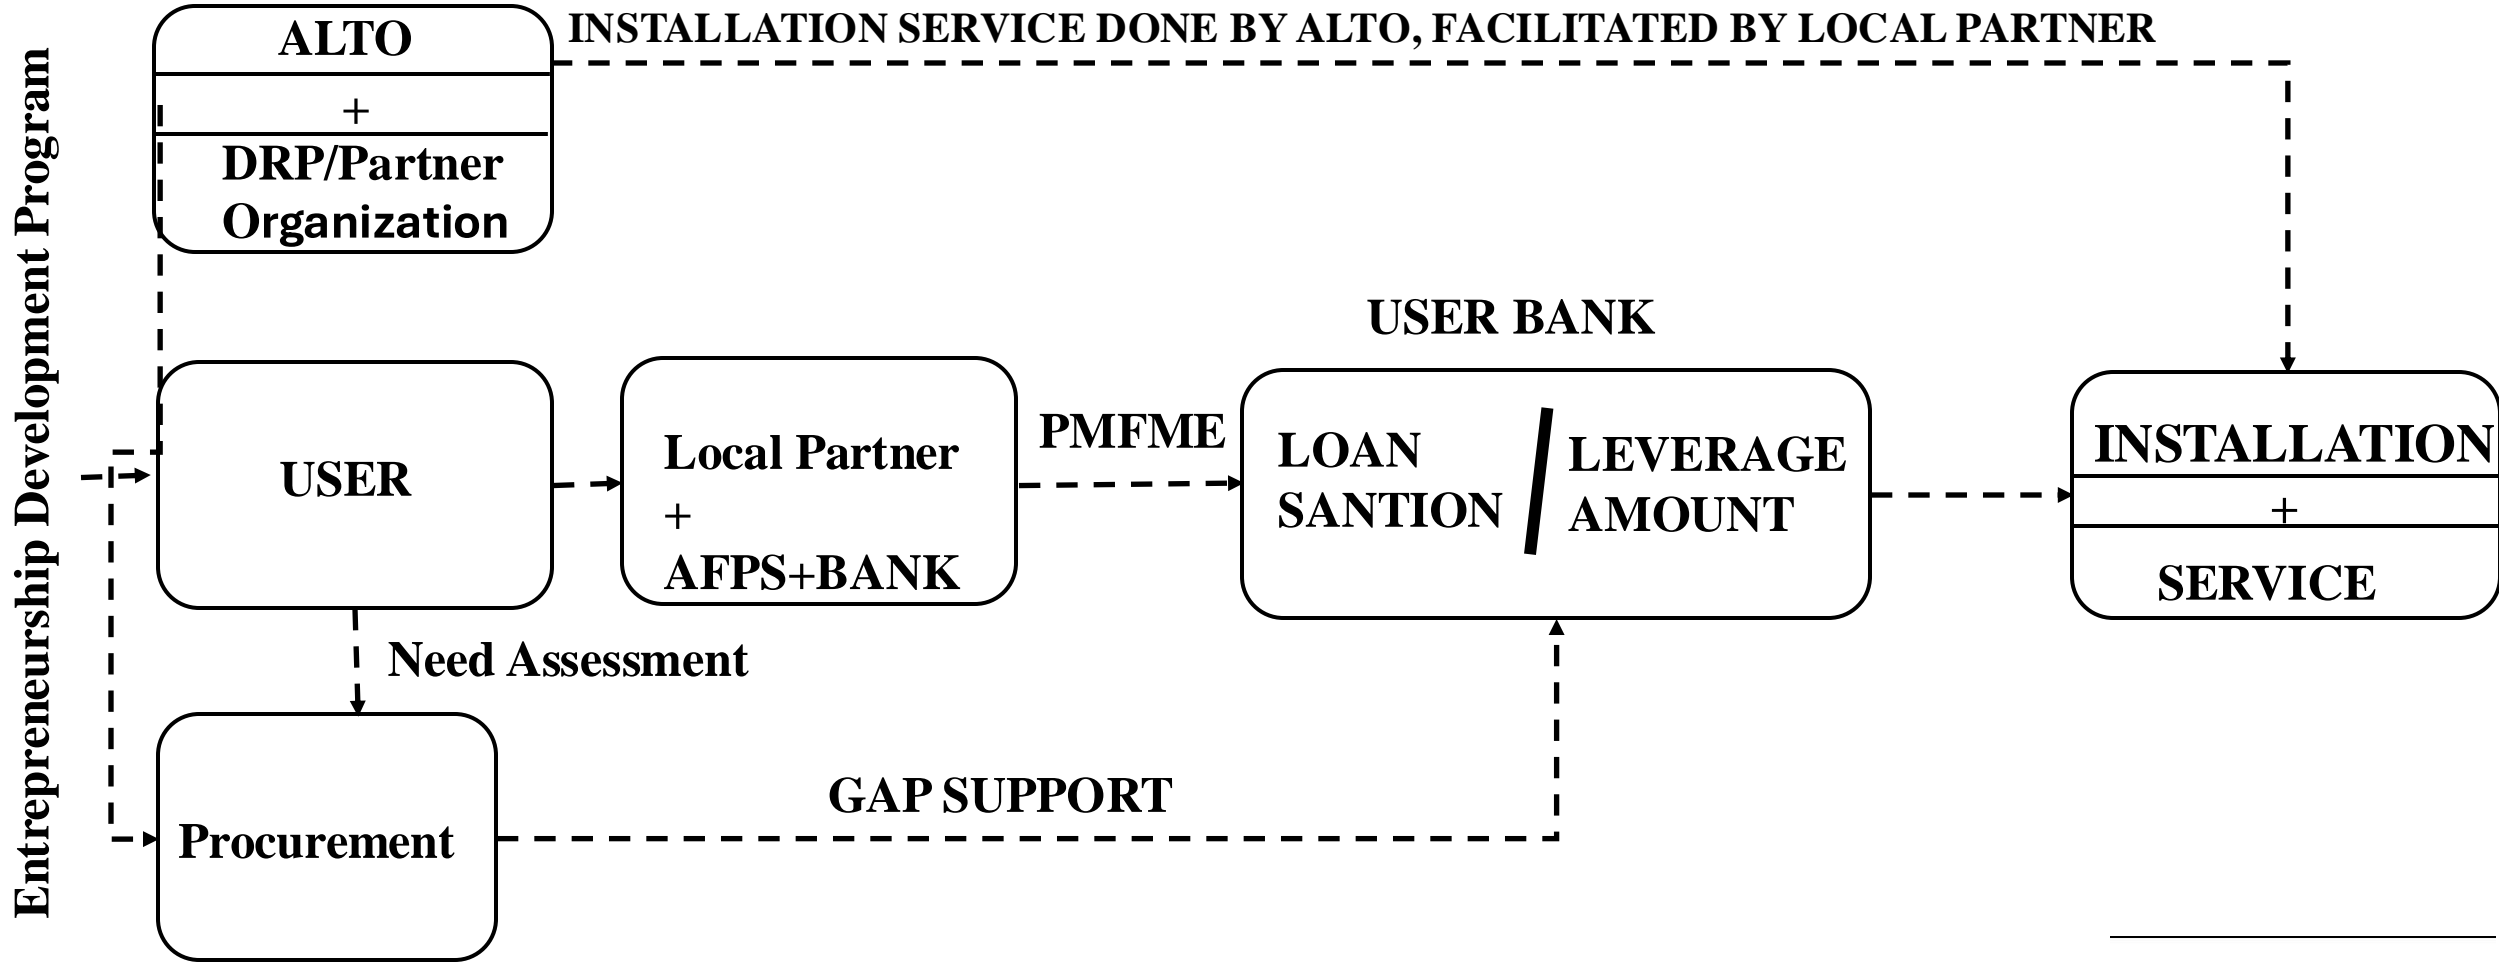 ALTO
+
DRP/Partner
Organization
INSTALLATION SERVICE DONE BY ALTO, FACILITATED BY LOCAL PARTNER
Entrepreneurship Development Program
USER
Local Partner
+
AFPS+BANK
PMFME
USER BANK
LOAN
SANTION
/
LEVERAGE
AMOUNT
INSTALLATION
+
SERVICE
Need Assessment
Procurement
GAP SUPPORT